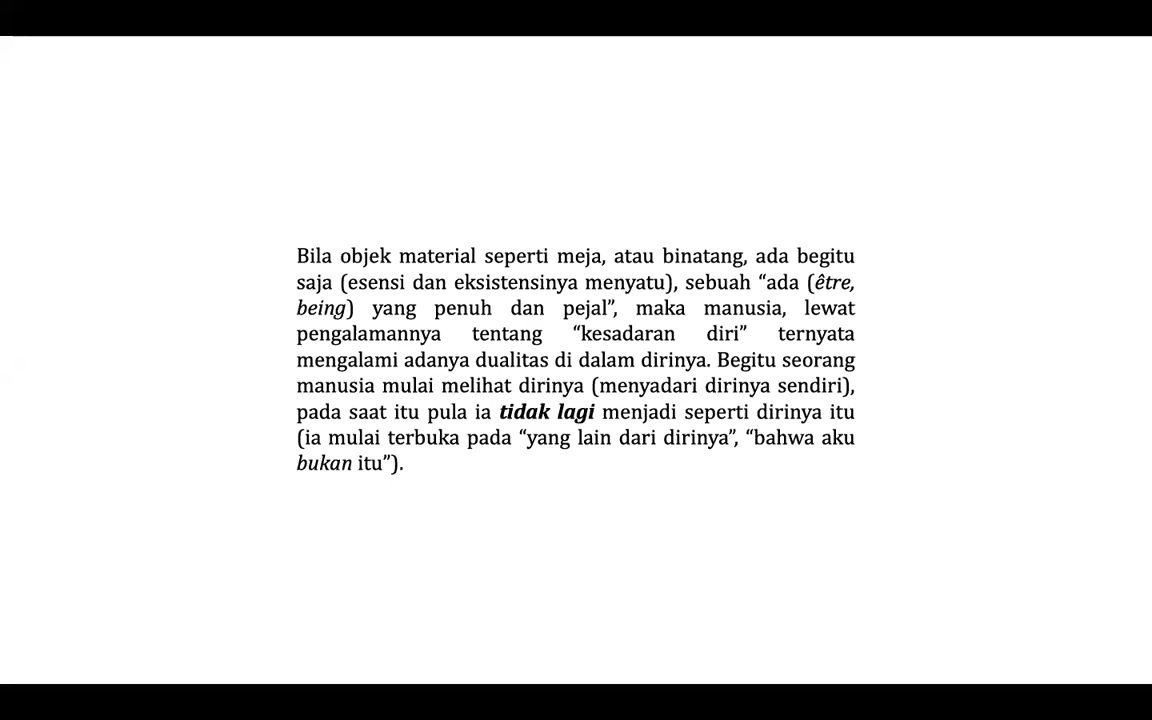 Bila objek material seperti meja, atau binatang, ada begitu
saja (esensi dan eksistensinya menyatu), sebuah “ada (être,
being) yang penuh dan pejal”, maka manusia, lewat
pengalamannya tentang “kesadaran diri” ternyata
mengalami adanya dualitas di dalam dirinya. Begitu seorang
manusia mulai melihat dirinya (menyadari dirinya sendiri),
pada saat itu pula ia tidak lagi menjadi seperti dirinya itu
(ia mulai terbuka pada “yang lain dari dirinya”, “bahwa aku
bukan itu”).